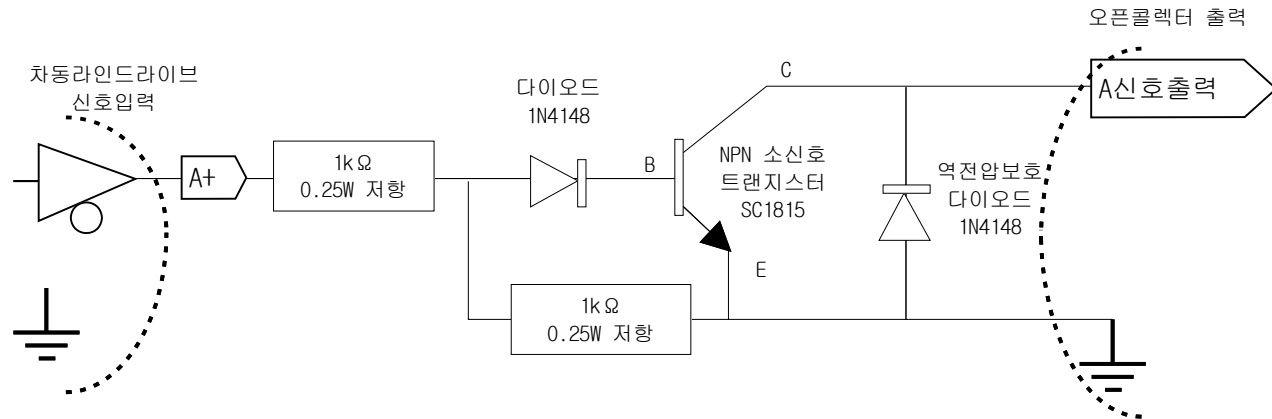 오픈콜렉터 출력
차동라인드라이브
신호입력
A+
1kΩ
0.25W 저항
다이오드
1N4148
B
C
E
NPN 소신호
트랜지스터
SC1815
역전압보호
다이오드
1N4148
A신호출력
1kΩ
0.25W 저항